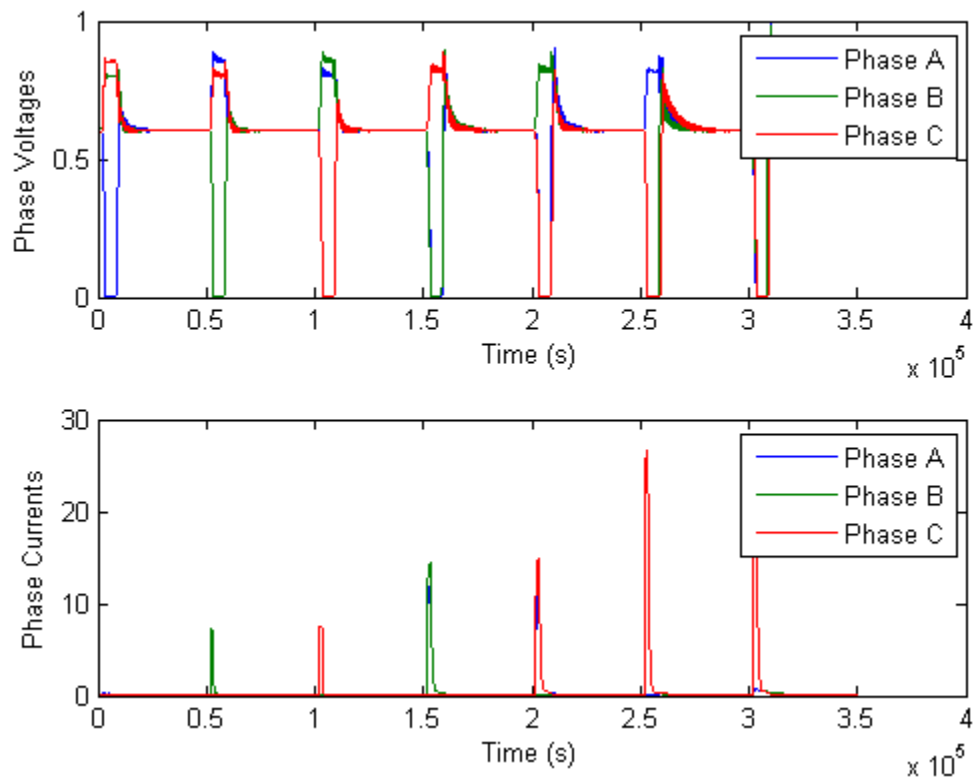 1
0.5
0
Phase Voltages
Phase A
Phase B
Phase C
0 0.5 1 1.5 2 2.5 3 3.5 4
Time (s)
x 10^5
30
20
10
0
Phase Currents
Phase A
Phase B
Phase C
0 0.5 1 1.5 2 2.5 3 3.5 4
Time (s)
x 10^5